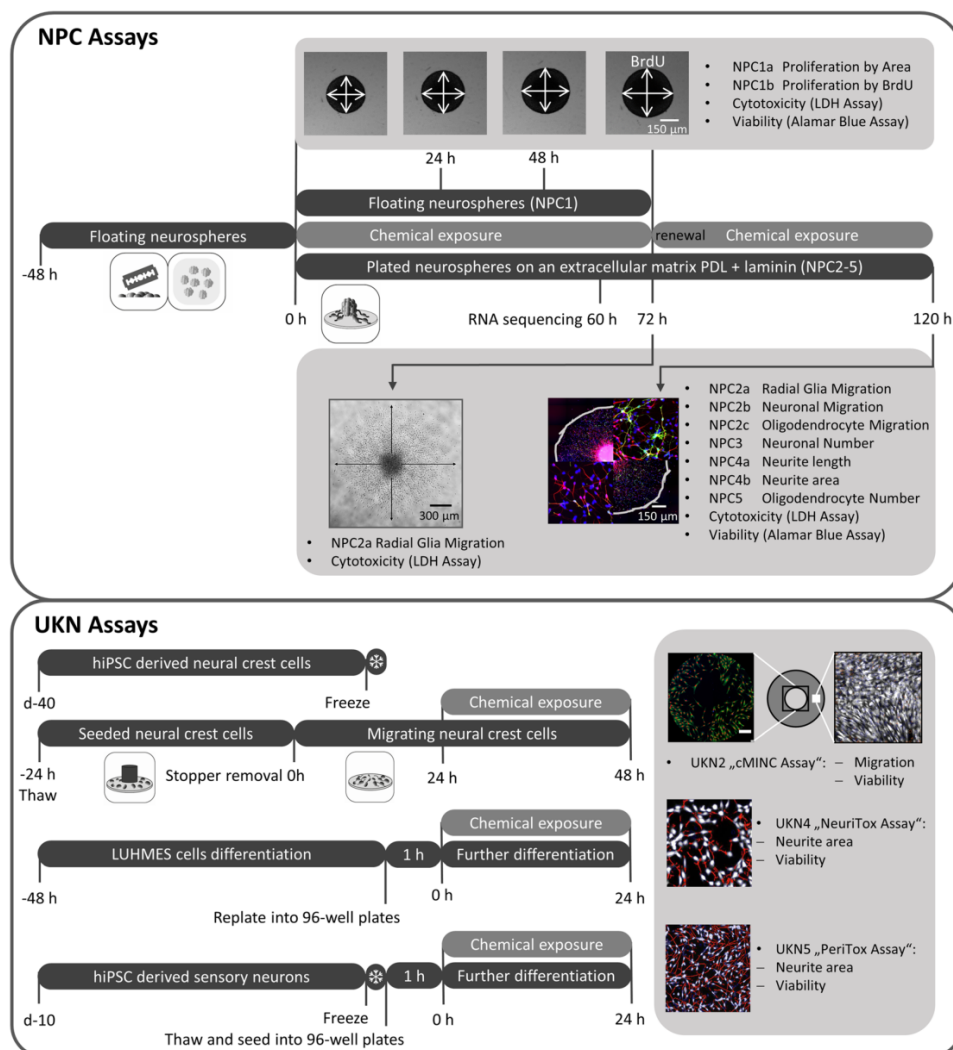 NPC Assays
BrdU
150 µm
• NPC1a Proliferation by Area
• NPC1b Proliferation by BrdU
• Cytotoxicity (LDH Assay)
• Viability (Alamar Blue Assay)
24 h
48 h
Floating neurospheres (NPC1)
Floating neurospheres
Chemical exposure
renewal
Chemical exposure
-48 h
Plated neurospheres on an extracellular matrix PDL + laminin (NPC2-5)
0 h
RNA sequencing 60 h
72 h
120 h
300 µm
• NPC2a Radial Glia Migration
• Cytotoxicity (LDH Assay)
150 µm
• NPC2a Radial Glia Migration
• NPC2b Neuronal Migration
• NPC2c Oligodendrocyte Migration
• NPC3 Neuronal Number
• NPC4a Neurite length
• NPC4b Neurite area
• NPC5 Oligodendrocyte Number
• Cytotoxicity (LDH Assay)
• Viability (Alamar Blue Assay)
UKN Assays
hiPSC derived neural crest cells
d-40
Freeze
Chemical exposure
Seeded neural crest cells
Migrating neural crest cells
-24 h
Thaw
Stopper removal 0h
24 h
48 h
Chemical exposure
LUHMES cells differentiation
1 h
Further differentiation
-48 h
0 h
24 h
Replate into 96-well plates
Chemical exposure
hiPSC derived sensory neurons
1 h
Further differentiation
d-10
Freeze
0 h
24 h
Thaw and seed into 96-well plates
• UKN2 „cMINC Assay“: – Migration
– Viability
• UKN4 „NeuriTox Assay“:
– Neurite area
– Viability
• UKN5 „PeriTox Assay“:
– Neurite area
– Viability